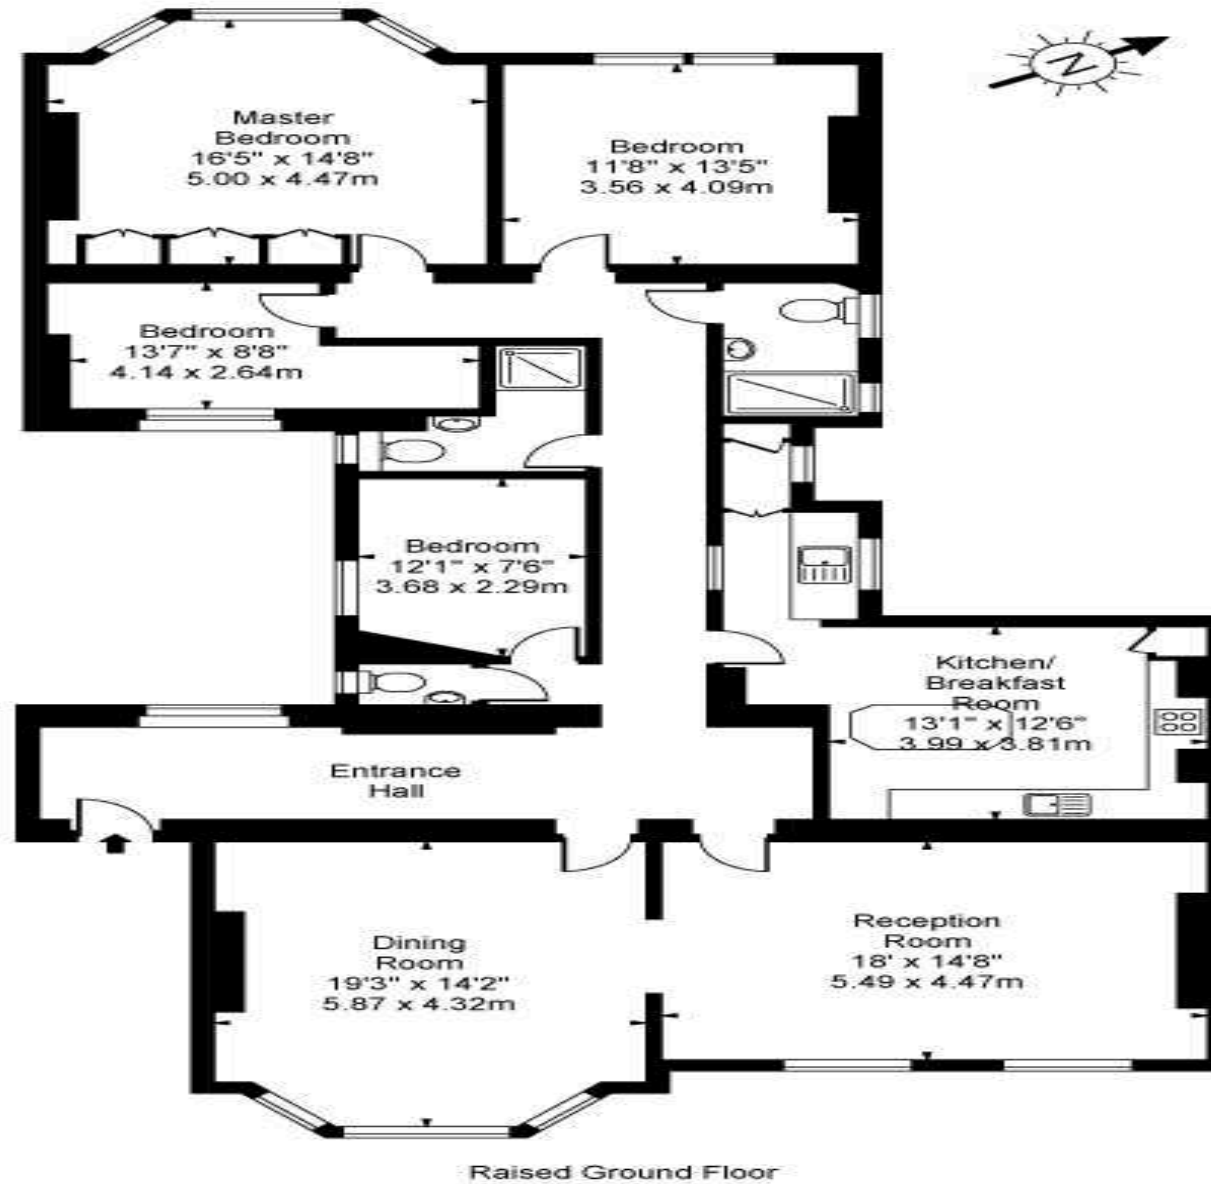 Master
Bedroom
16'5" x 14'8"
5.00 x 4.47m
Bedroom
11'8" x 13'5"
3.56 x 4.09m
N
Bedroom
13'7" x 8'8"
4.14 x 2.64m
Bedroom
12'1" x 7'6"
3.68 x 2.29m
Kitchen/
Breakfast
Room
13'1" x 12'6"
3.99 x 3.81m
Entrance
Hall
Dining
Room
19'3" x 14'2"
5.87 x 4.32m
Reception
Room
18' x 14'8"
5.49 x 4.47m
Raised Ground Floor